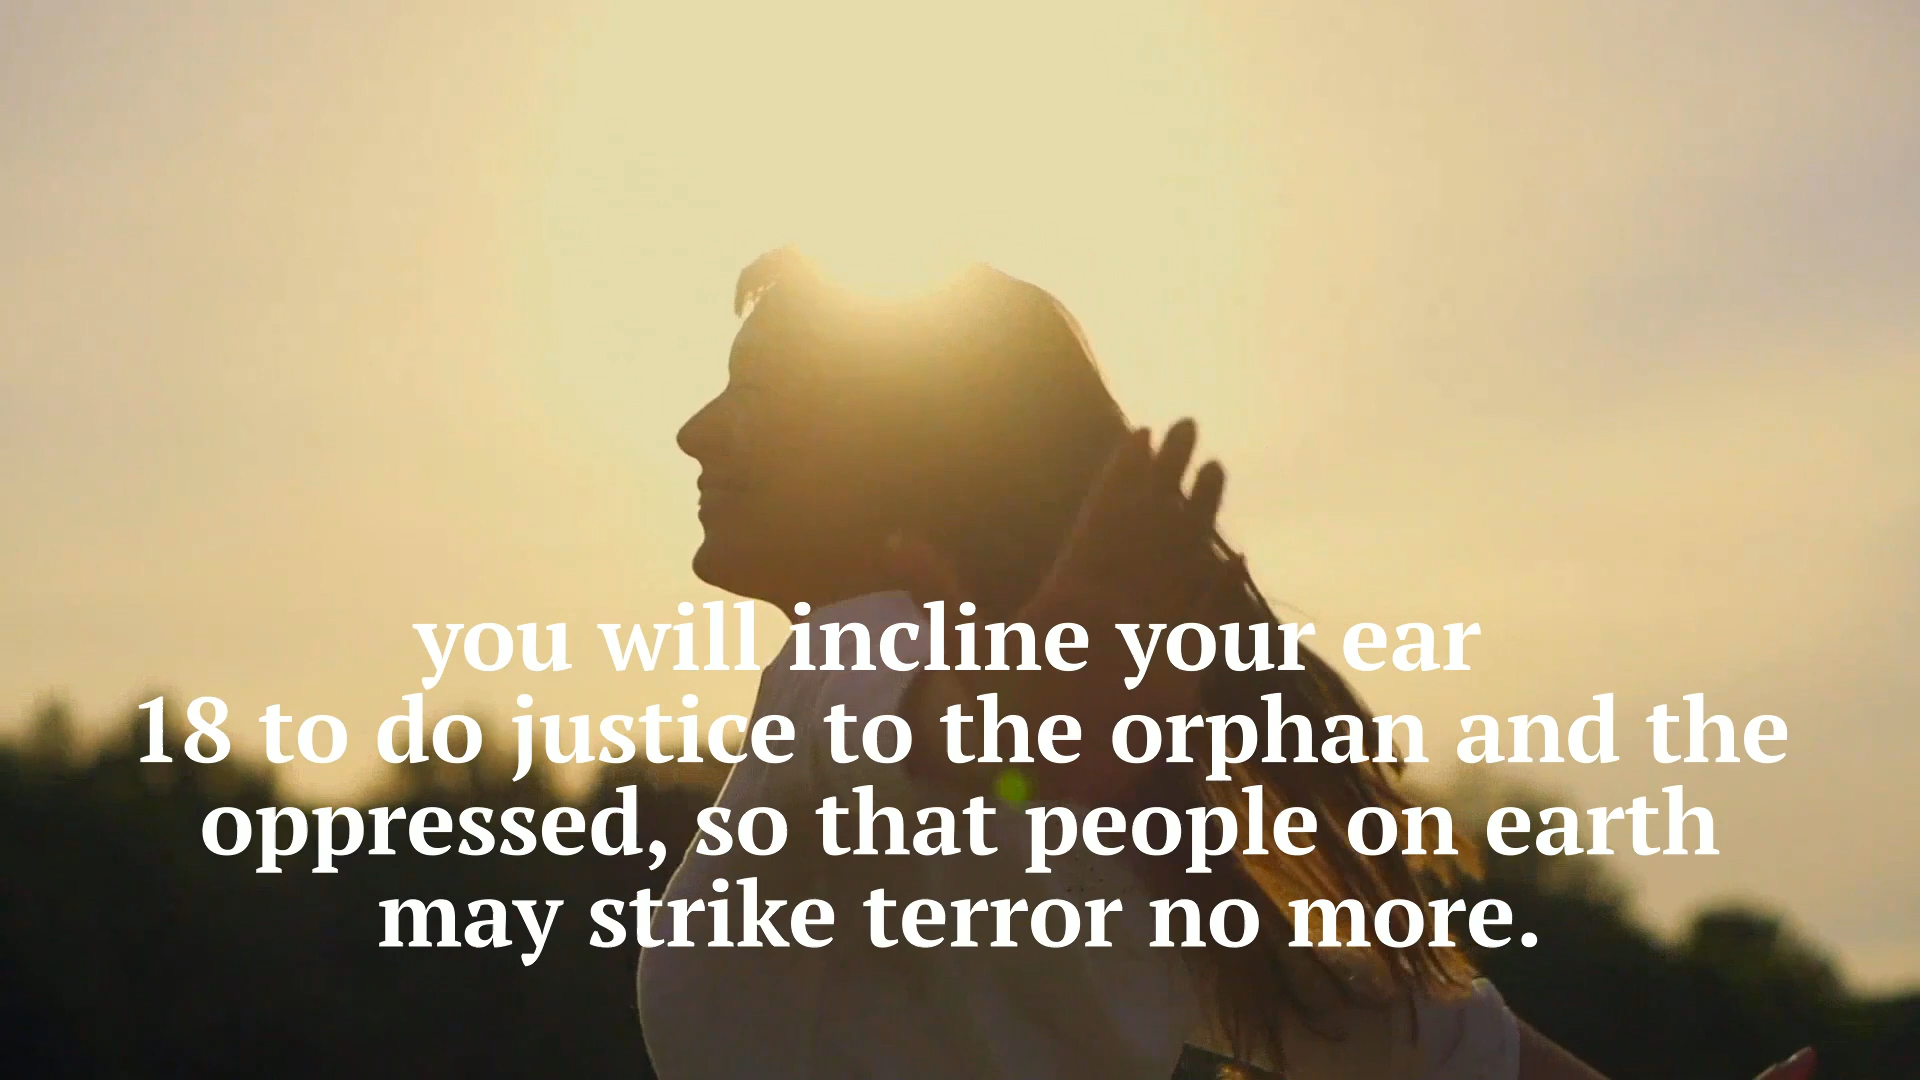 you will incline your ear
18 to do justice to the orphan and the
oppressed, so that people on earth
may strike terror no more.